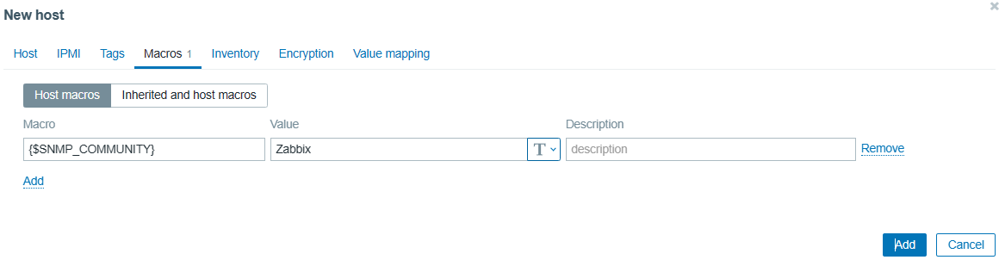 New host
Host IPMI Tags Macros 1 Inventory Encryption Value mapping
Host macros Inherited and host macros
Macro Value Description
{$SNMP_COMMUNITY} Zabbix T description Remove
Add
Add Cancel